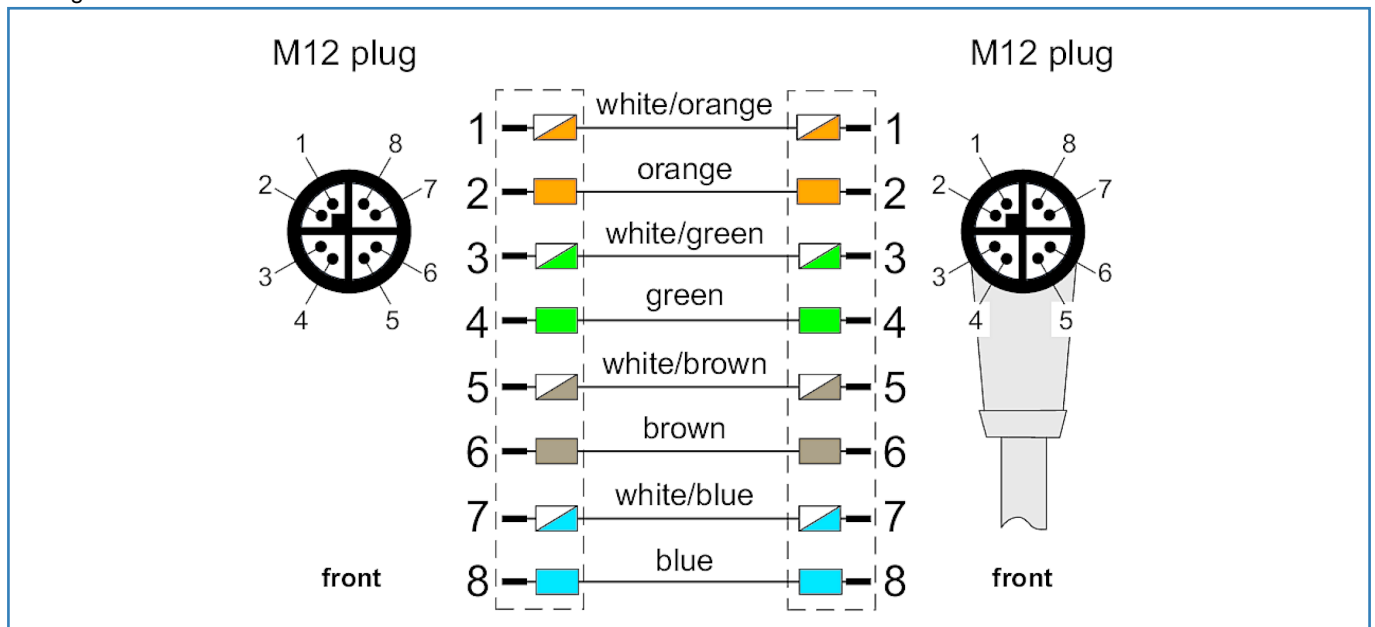 M12 plug
M12 plug
1 white/orange 1
2 orange 2
3 white/green 3
4 green 4
5 white/brown 5
6 brown 6
7 white/blue 7
8 blue 8
1 8
2 7
3 6
4 5
1 8
2 7
3 6
4 5
front
front